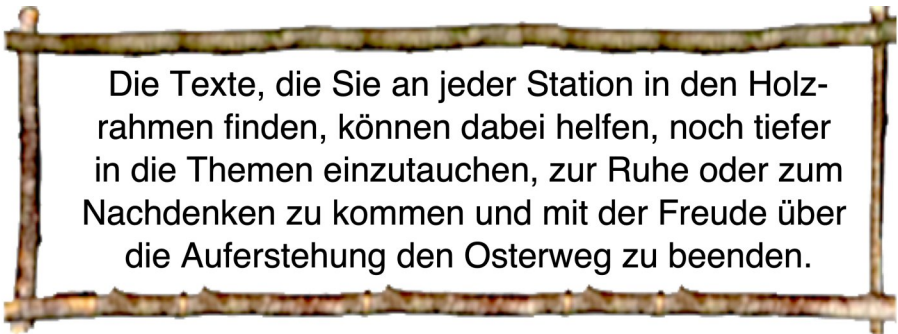 Die Texte, die Sie an jeder Station in den Holz-
rahmen finden, können dabei helfen, noch tiefer
in die Themen einzutauchen, zur Ruhe oder zum
Nachdenken zu kommen und mit der Freude über
die Auferstehung den Osterweg zu beenden.